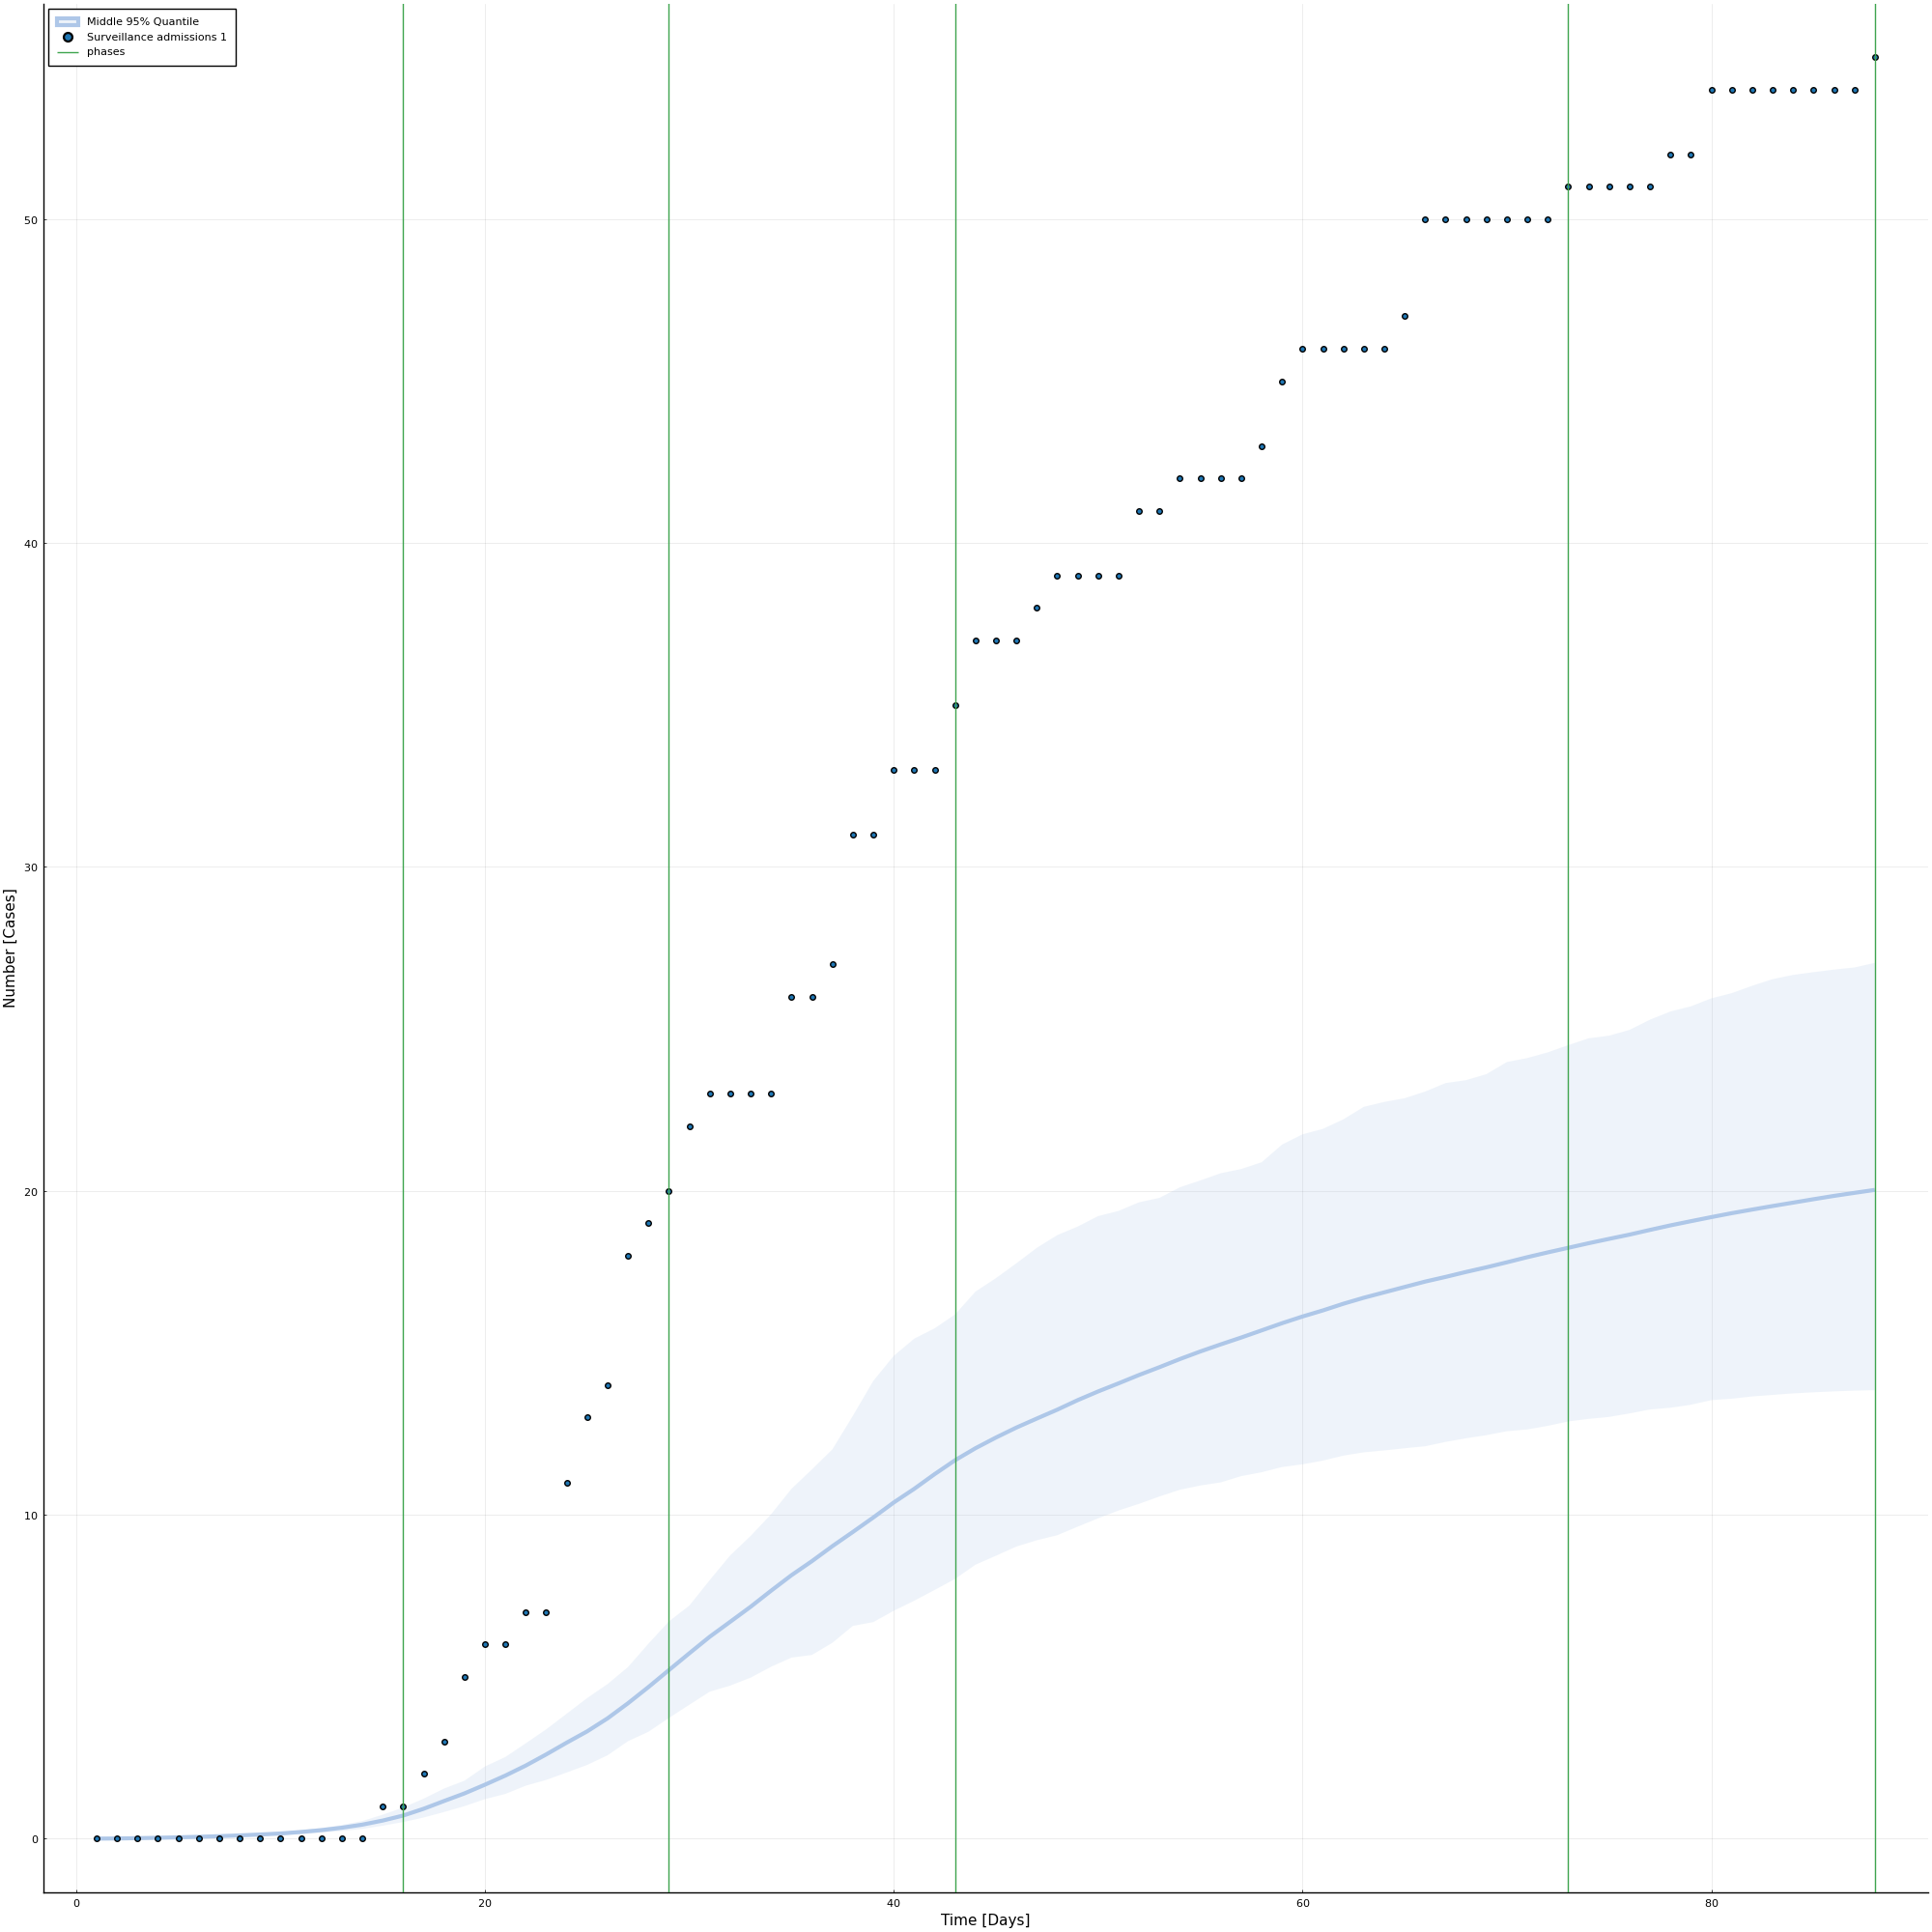 Middle 95% Quantile
Surveillance admissions 1
phases
50
40
30
20
10
0
Number [Cases]
0 20 40 60 80
Time [Days]